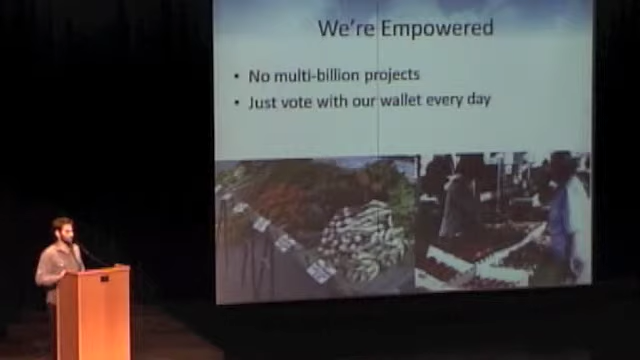 We're Empowered
• No multi-billion projects
• Just vote with our wallet every day